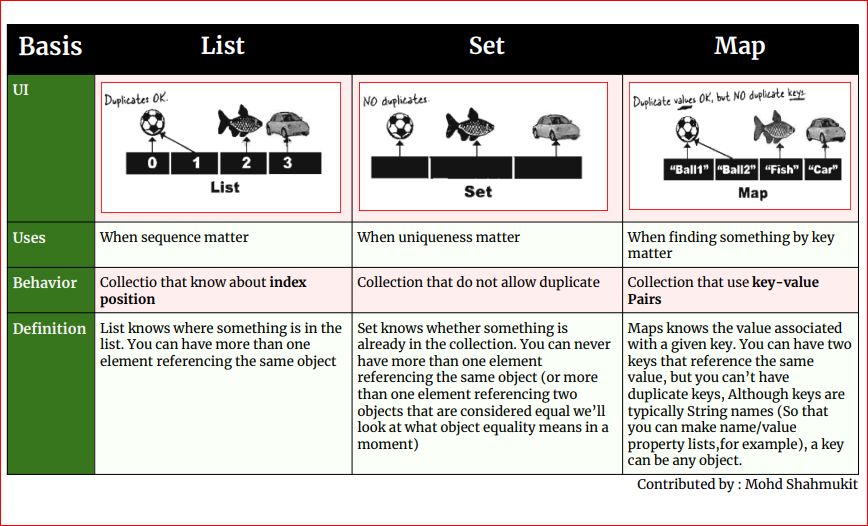 Basis List Set Map
UI
Duplicates OK.
0 1 2 3
List
NO duplicates.
Set
Duplicate values OK, but NO duplicate keys.
"Ball1" "Ball2" "Fish" "Car"
Map
Uses
When sequence matter
When uniqueness matter
When finding something by key
matter
Behavior
Collectio that know about index
position
Collection that do not allow duplicate
Collection that use key-value
Pairs
Definition
List knows where something is in the
list. You can have more than one
element referencing the same object
Set knows whether something is
already in the collection. You can never
have more than one element
referencing the same object (or more
than one element referencing two
objects that are considered equal we'll
look at what object equality means in a
moment)
Maps knows the value associated
with a given key. You can have two
keys that reference the same
value, but you can't have
duplicate keys, Although keys are
typically String names (So that
you can make name/value
property lists,for example), a key
can be any object.
Contributed by : Mohd Shahmukit